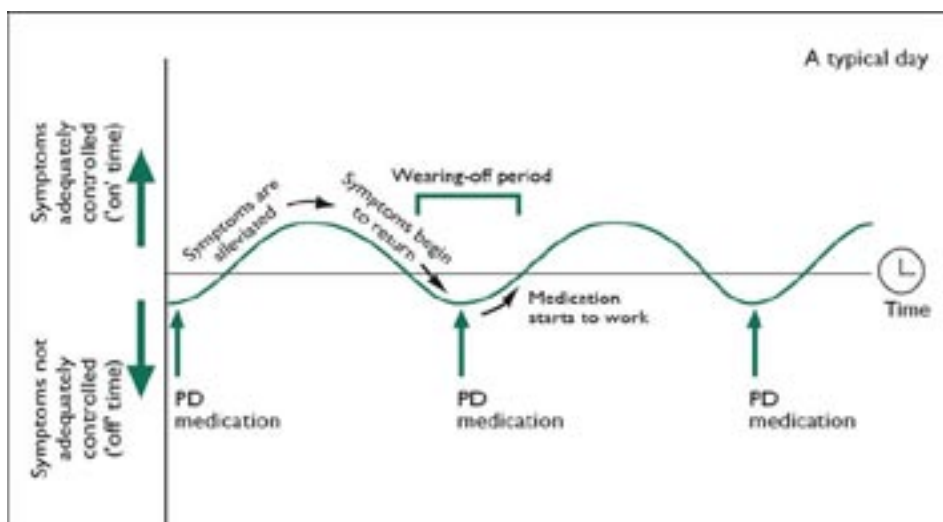 A typical day
Symptoms
adequately
controlled
('on' time)
Symptoms not
adequately
controlled
('off' time)
Symptoms are
alleviated
Symptoms begin
to return
Wearing-off period
Medication
starts to work
Time
PD
medication
PD
medication
PD
medication